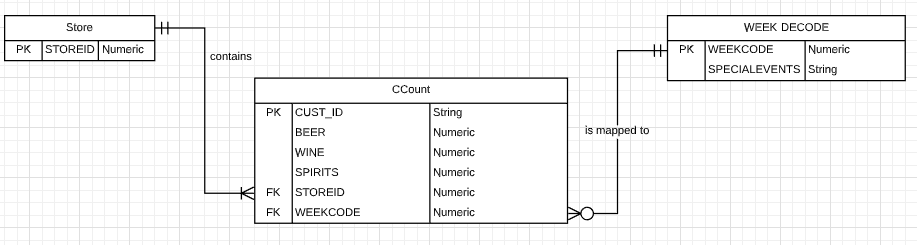 Store
PK STOREID Numeric
contains
WEEK DECODE
PK WEEKCODE Numeric
SPECIALEVENTS String
is mapped to
CCount
PK CUST_ID String
BEER Numeric
WINE Numeric
SPIRITS Numeric
FK STOREID Numeric
FK WEEKCODE Numeric